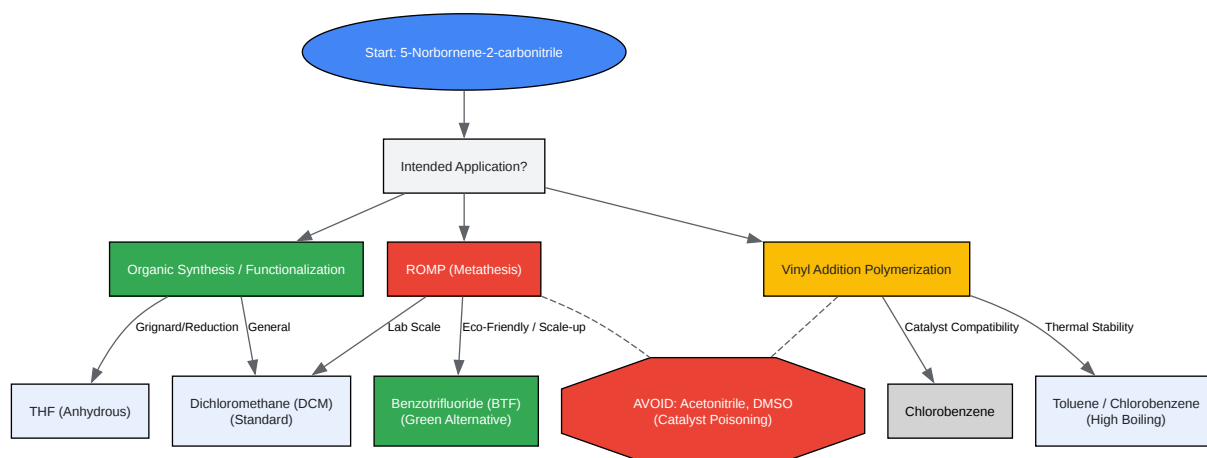 Start: 5-Norbornene-2-carbonitrile
Intended Application?
Organic Synthesis / Functionalization
ROMP (Metathesis)
Vinyl Addition Polymerization
Grignard/Reduction
General
Lab Scale
Eco-Friendly / Scale-up
Catalyst Compatibility
Thermal Stability
THF (Anhydrous)
Dichloromethane (DCM)
(Standard)
Benzotrifluoride (BTF)
(Green Alternative)
AVOID: Acetonitrile, DMSO
(Catalyst Poisoning)
Chlorobenzene
Toluene / Chlorobenzene
(High Boiling)